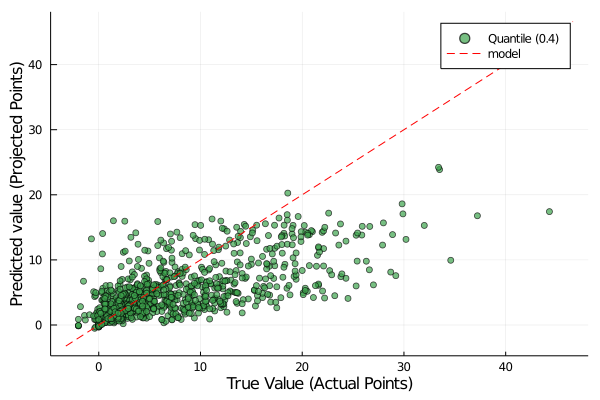 Quantile (0.4)
model
Predicted value (Projected Points)
40
30
20
10
0
0 10 20 30 40
True Value (Actual Points)